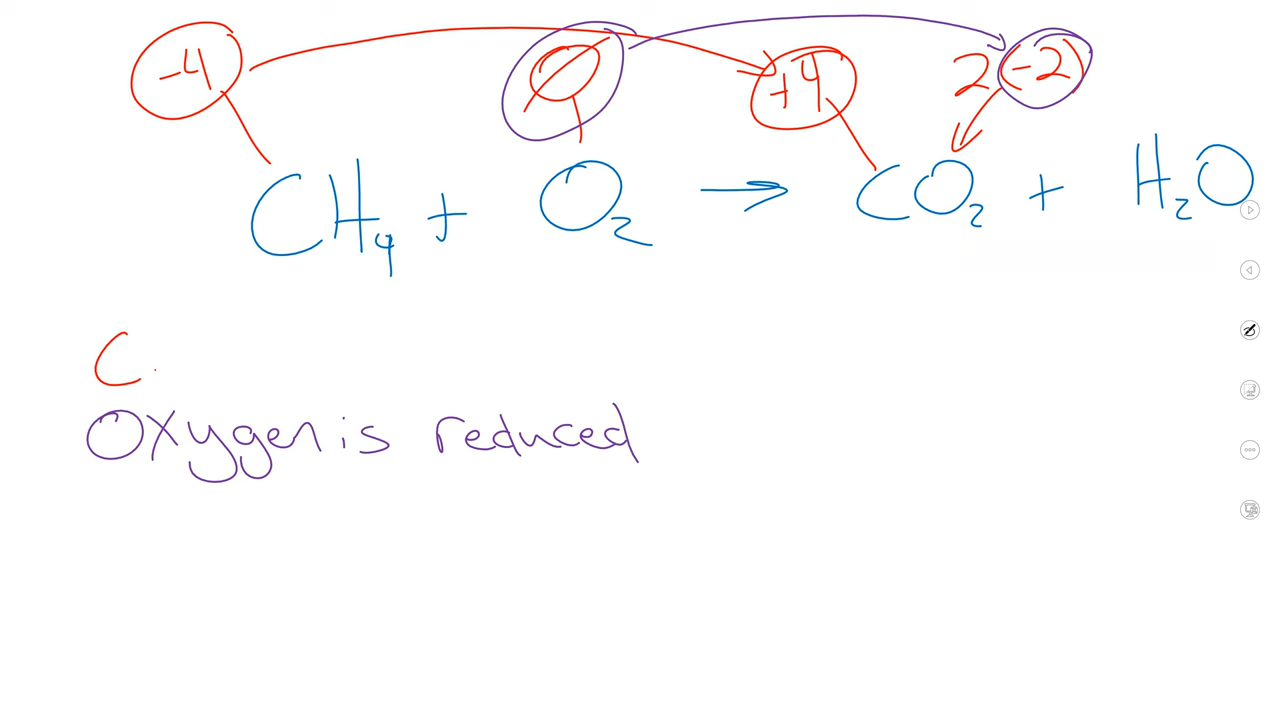 -4 0 +4 2(-2)
CH₄ + O₂ → CO₂ + H₂O
C
Oxygen is reduced